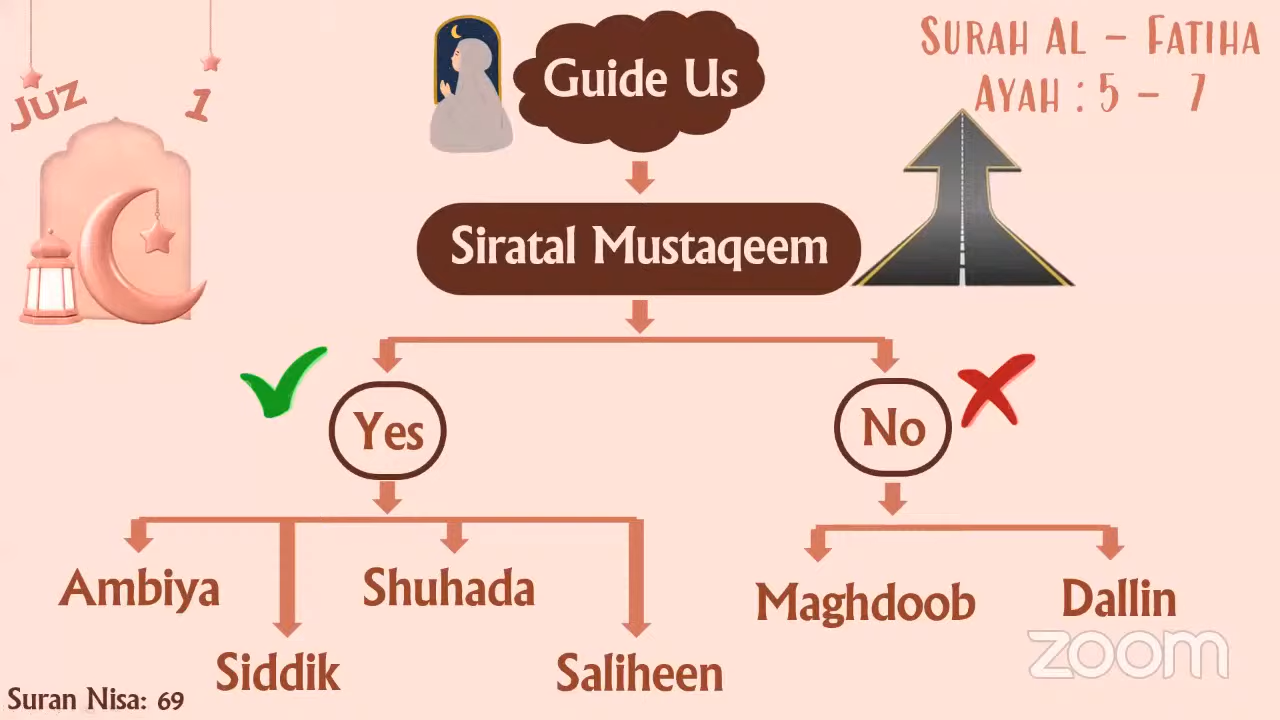 JUZ 1
Guide Us
SURAH AL - FATIHA
AYAH : 5 - 7
Siratal Mustaqeem
Yes
No
Ambiya
Siddik
Shuhada
Saliheen
Maghdoob
Dallin
zoom
Suran Nisa: 69